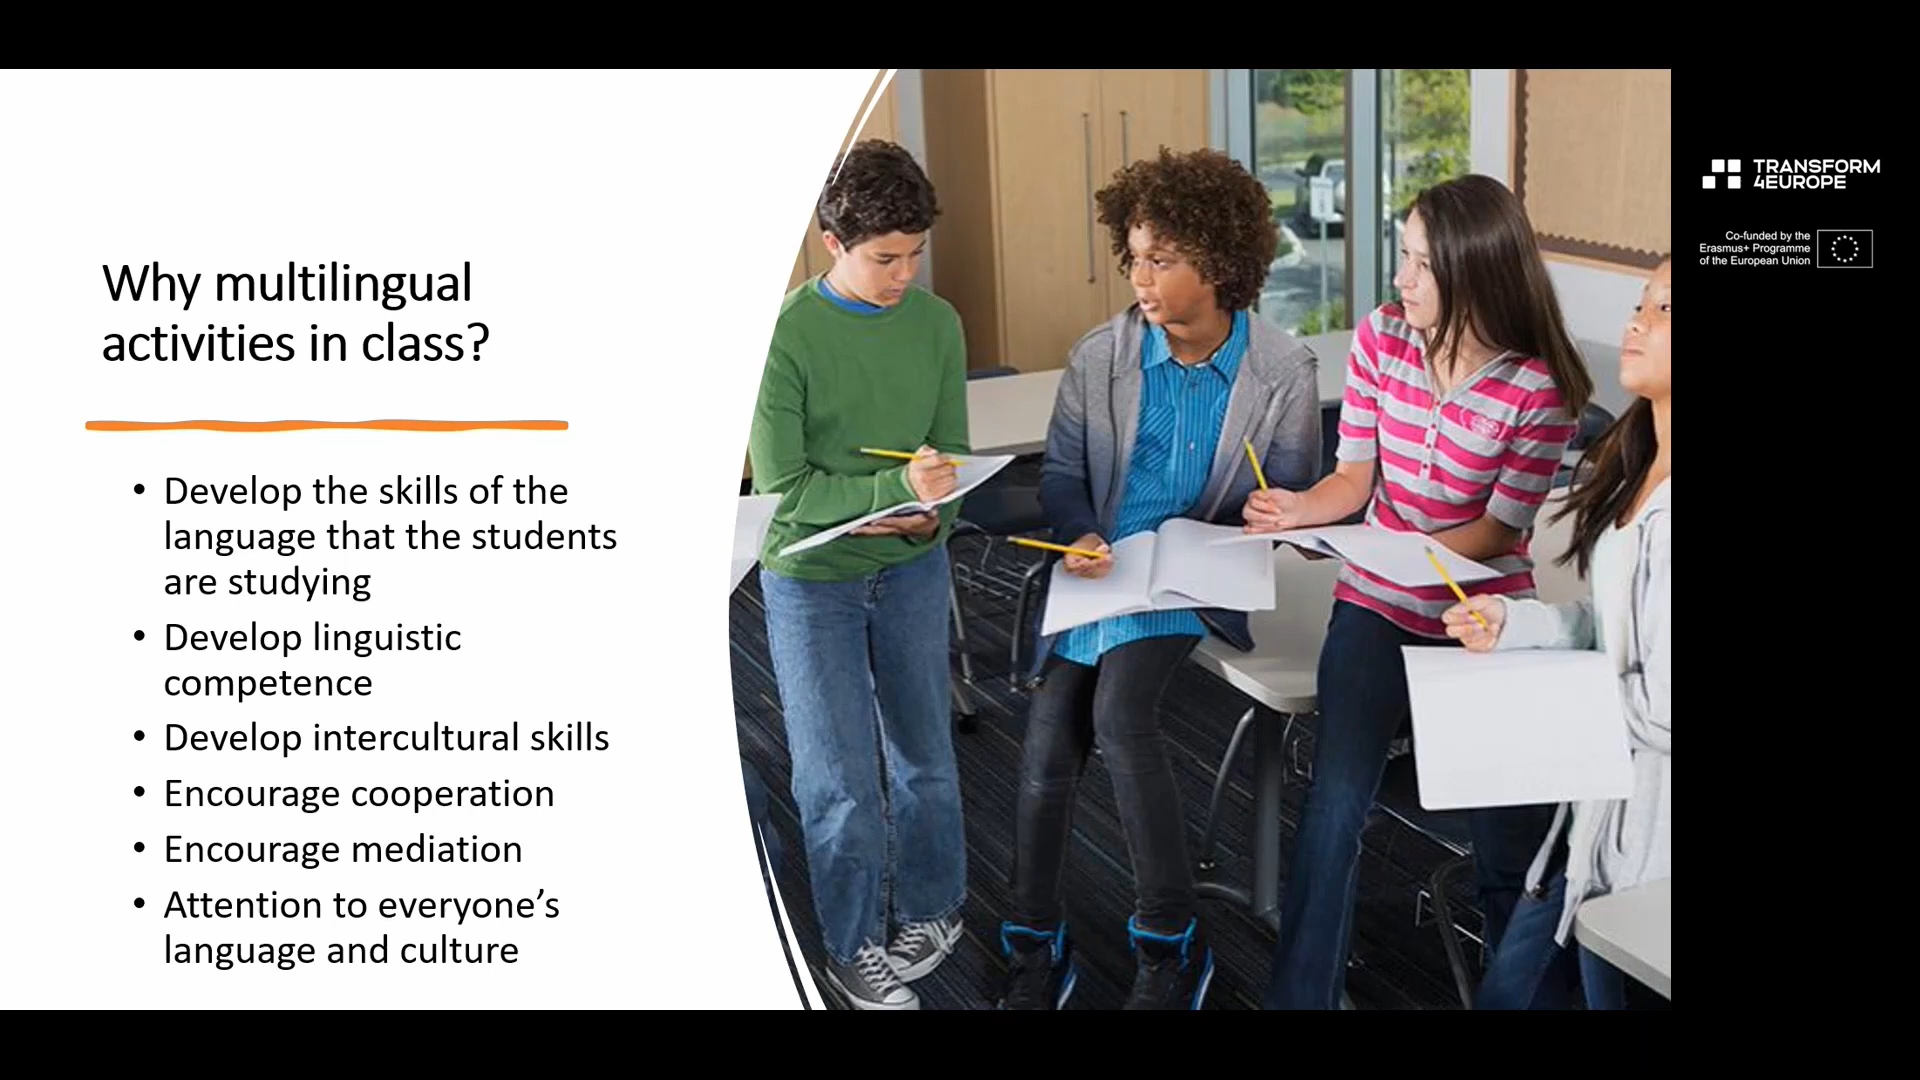 Why multilingual
activities in class?
• Develop the skills of the
language that the students
are studying
• Develop linguistic
competence
• Develop intercultural skills
• Encourage cooperation
• Encourage mediation
• Attention to everyone’s
language and culture
TRANSFORM
4EUROPE
Co-funded by the
Erasmus+ Programme
of the European Union